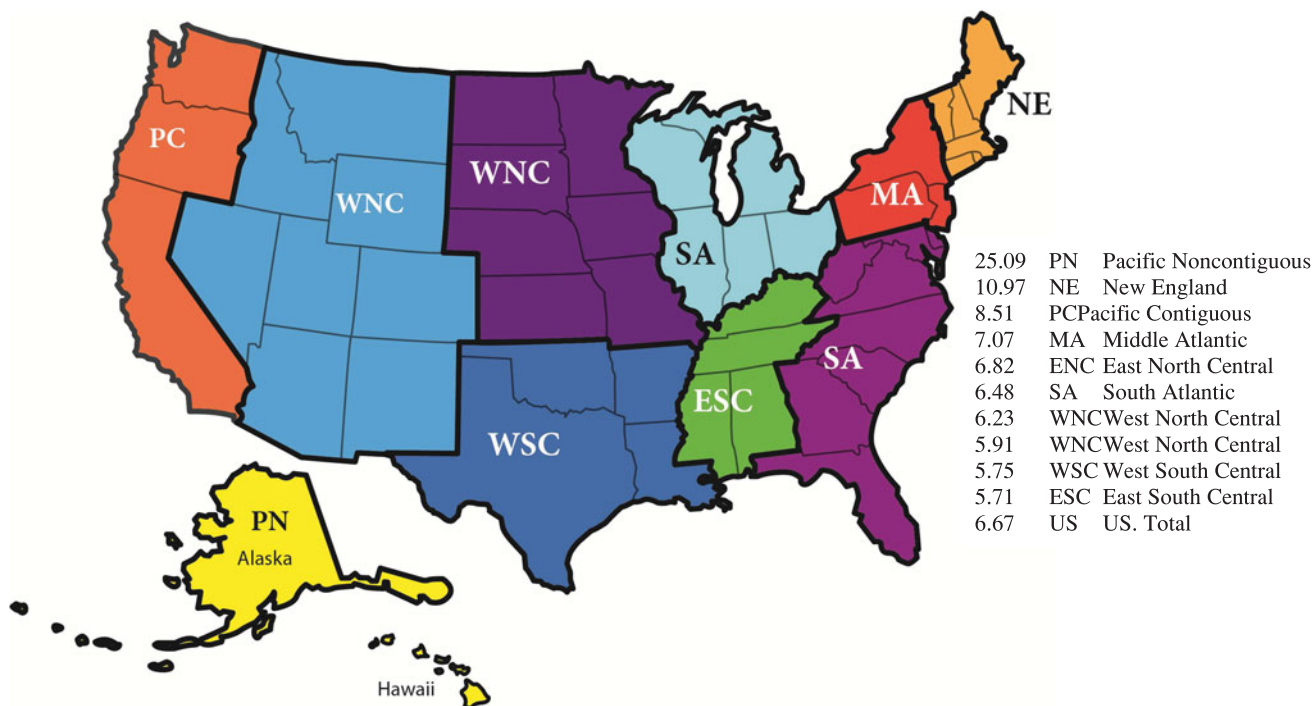 NE
PC
WNC
WNC
MA
SA
SA
ESC
WSC
PN
Alaska
Hawaii
25.09 PN Pacific Noncontiguous
10.97 NE New England
8.51 PCPacific Contiguous
7.07 MA Middle Atlantic
6.82 ENC East North Central
6.48 SA South Atlantic
6.23 WNCWest North Central
5.91 WNCWest North Central
5.75 WSC West South Central
5.71 ESC East South Central
6.67 US US. Total